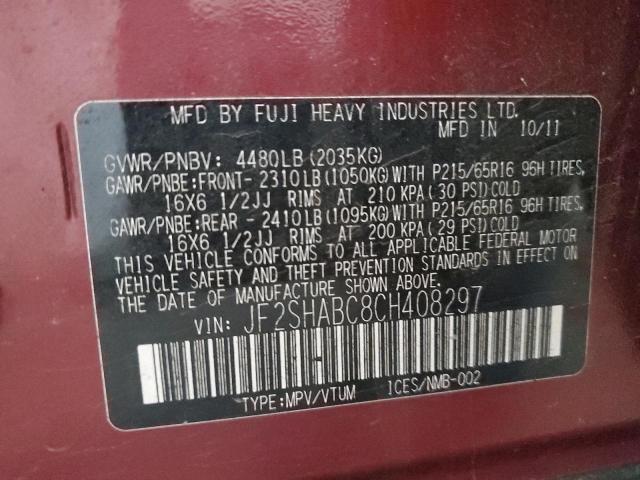 MFD BY FUJI HEAVY INDUSTRIES LTD.
MFD IN 10/11
GVWR/PNBV: 4480LB(2035KG)
GAWR/PNBE:FRONT-2310LB(1050KG)WITH P215/65R16 96H TIRES,
16X6 1/2JJ RIMS AT 210 KPA(30 PSI)COLD
GAWR/PNBE:REAR -2410LB(1095KG)WITH P215/65R16 96H TIRES,
16X6 1/2JJ RIMS AT 200 KPA(29 PSI)COLD
THIS VEHICLE CONFORMS TO ALL APPLICABLE FEDERAL MOTOR
VEHICLE SAFETY AND THEFT PREVENTION STANDARDS IN EFFECT ON
THE DATE OF MANUFACTURE SHOWN ABOVE.
VIN: JF2SHABC8CH408297
TYPE:MPV/VTUM ICES/NMB-002